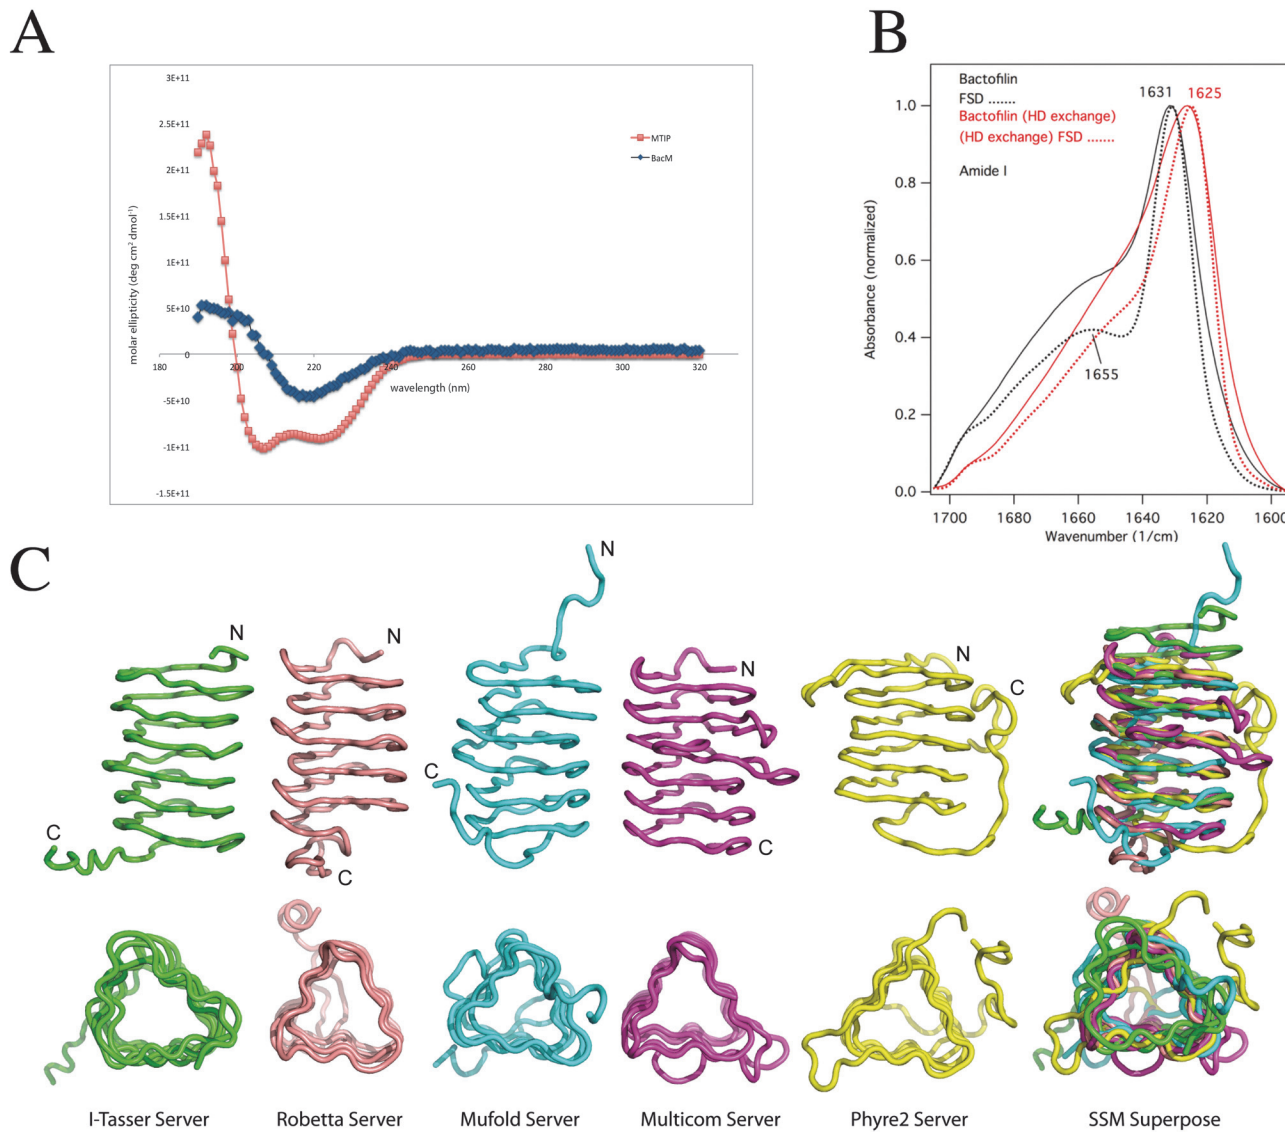 A
3E+11
2.5E+11
2E+11
1.5E+11
1E+11
5E+10
0
-5E+10
-1E+11
-1.5E+11
molar ellipticity (deg cm² dmol⁻¹)
180
200
220
240
260
280
300
320
wavelength (nm)
MTIP
BacM
B
Bactofilin
FSD ......
Bactofilin (HD exchange)
(HD exchange) FSD .......
Amide I
1631
1625
1655
1.0
0.8
0.6
0.4
0.2
0.0
Absorbance (normalized)
1700
1680
1660
1640
1620
1600
Wavenumber (1/cm)
C
N
C
N
C
N
C
N
C
N
C
I-Tasser Server
Robetta Server
Mufold Server
Multicom Server
Phyre2 Server
SSM Superpose